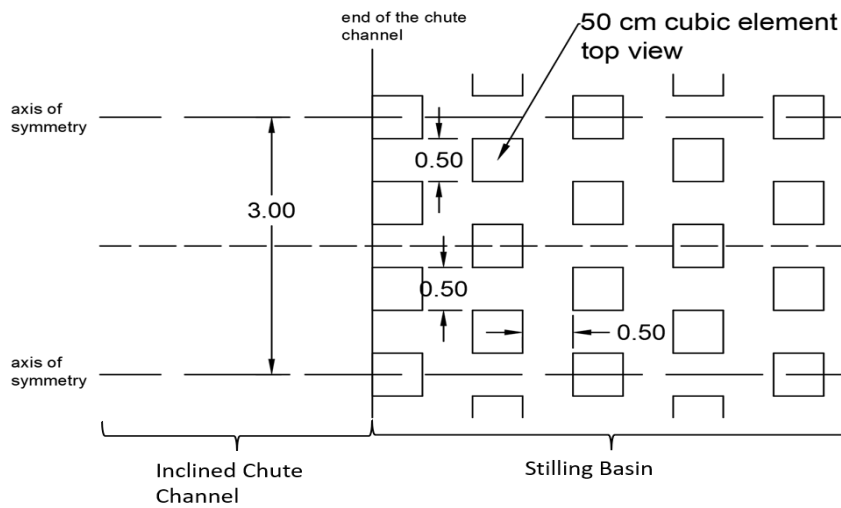 end of the chute
channel
50 cm cubic element
top view
axis of
symmetry
0.50
3.00
0.50
0.50
axis of
symmetry
Inclined Chute
Channel
Stilling Basin